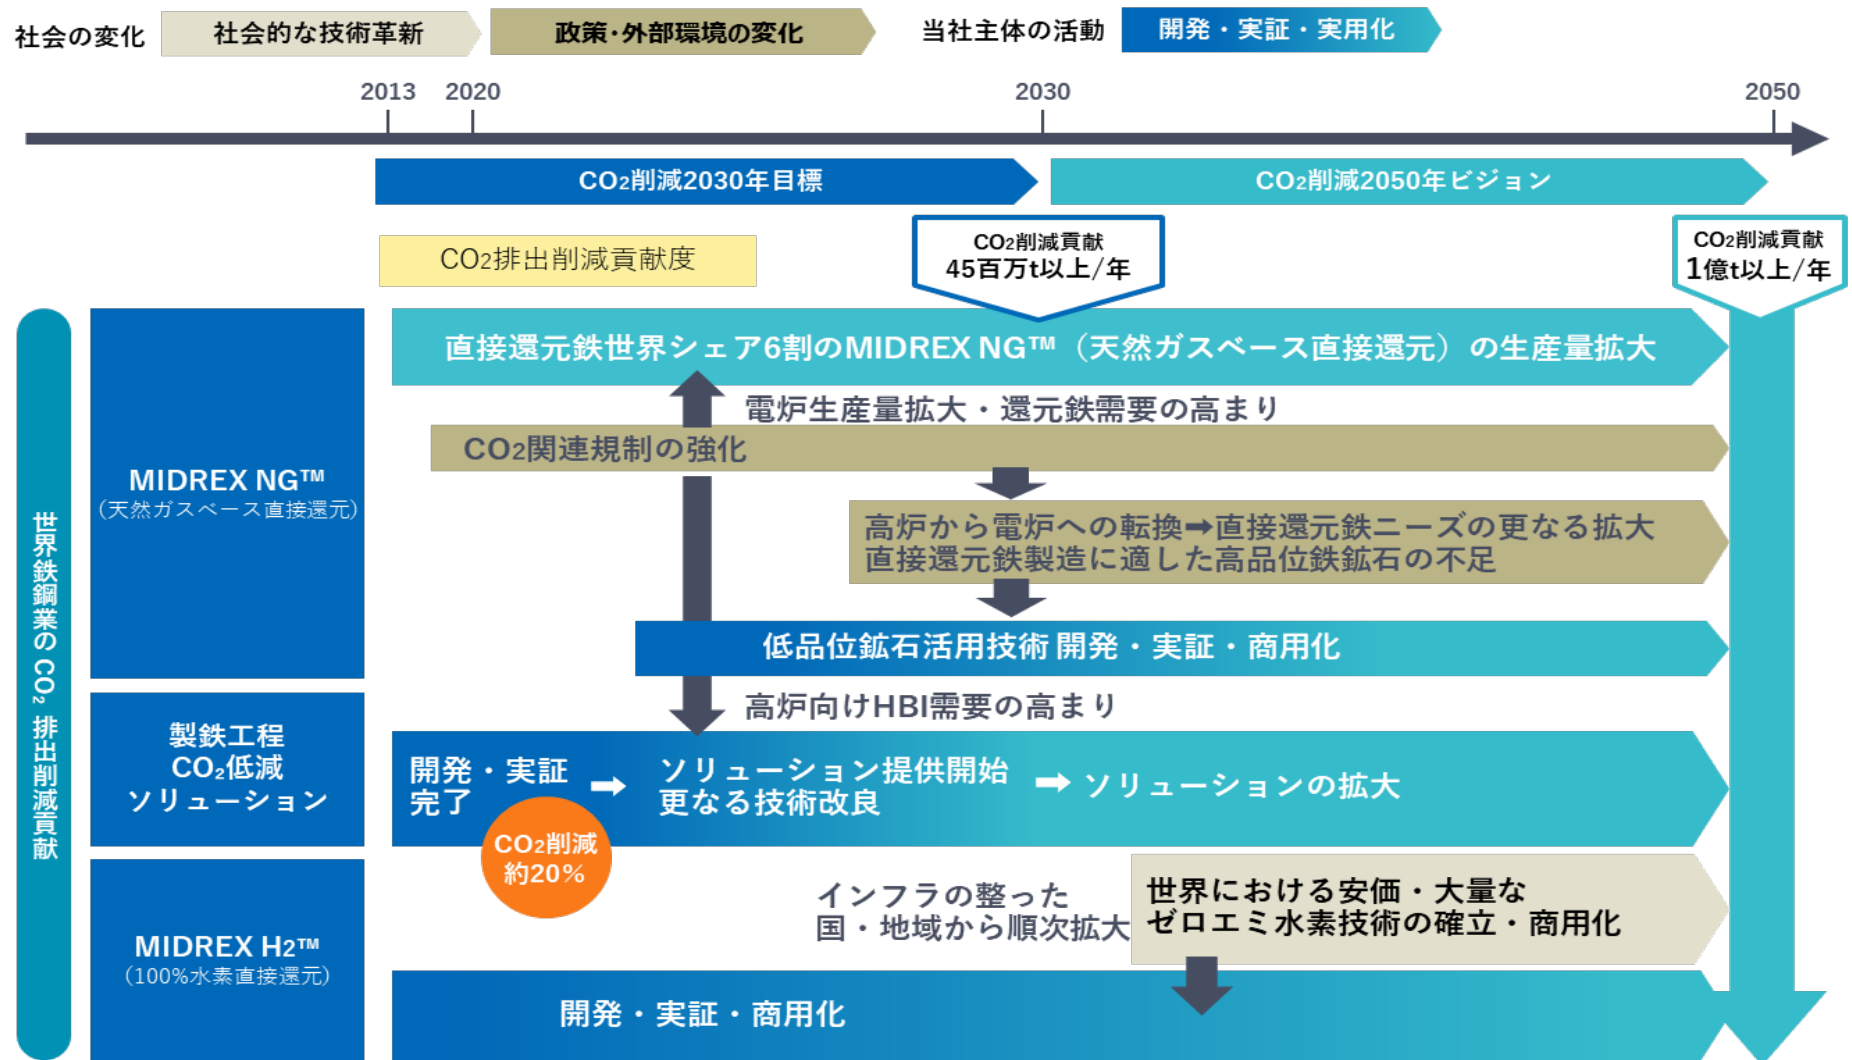 社会の変化
社会的な技術革新
政策・外部環境の変化
当社主体の活動
開発・実証・実用化
2013
2020
2030
2050
CO₂削減2030年目標
CO₂削減2050年ビジョン
CO₂排出削減貢献度
CO₂削減貢献
45百万t以上/年
CO₂削減貢献
1億t以上/年
世界鉄鋼業のCO₂排出削減貢献
MIDREX NG™
(天然ガスベース直接還元)
直接還元鉄世界シェア6割のMIDREX NG™（天然ガスベース直接還元）の生産量拡大
電炉生産量拡大・還元鉄需要の高まり
CO₂関連規制の強化
高炉から電炉への転換➡直接還元鉄ニーズの更なる拡大
直接還元鉄製造に適した高品位鉄鉱石の不足
低品位鉱石活用技術 開発・実証・商用化
高炉向けHBI需要の高まり
製鉄工程
CO₂低減
ソリューション
開発・実証
完了
➡
ソリューション提供開始
更なる技術改良
➡
ソリューションの拡大
CO₂削減
約20%
MIDREX H₂™
(100%水素直接還元)
インフラの整った
国・地域から順次拡大
世界における安価・大量な
ゼロエミ水素技術の確立・商用化
開発・実証・商用化